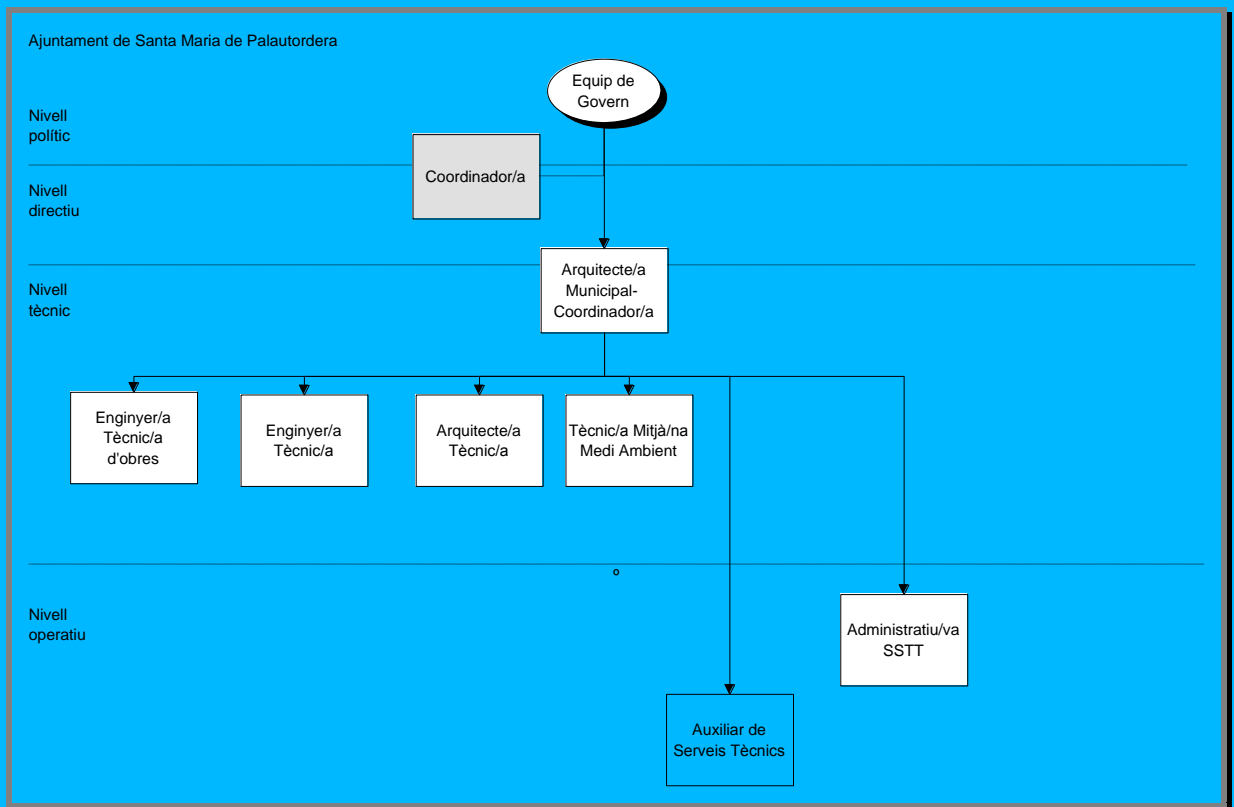 Ajuntament de Santa Maria de Palautordera
Equip de
Govern
Nivell
polític
Coordinador/a
Nivell
directiu
Arquitecte/a
Municipal-
Coordinador/a
Nivell
tècnic
Enginyer/a
Tècnic/a
d'obres
Enginyer/a
Tècnic/a
Arquitecte/a
Tècnic/a
Tècnic/a Mitjà/na
Medi Ambient
Nivell
operatiu
Administratiu/va
SSTT
Auxiliar de
Serveis Tècnics